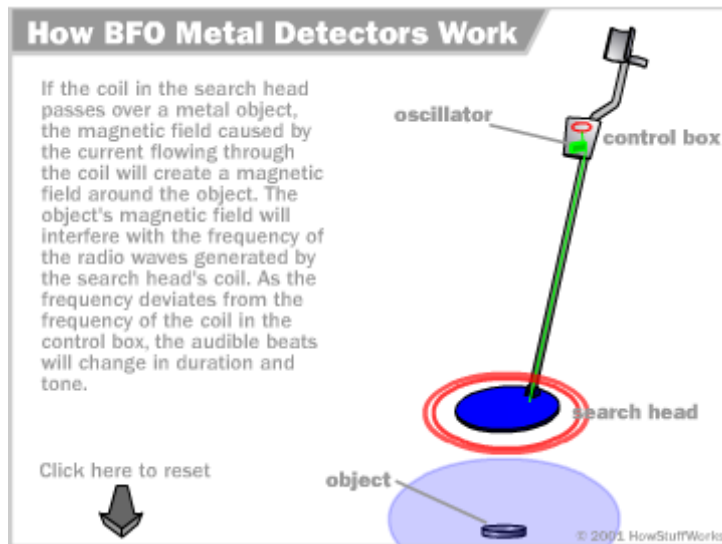 How BFO Metal Detectors Work
If the coil in the search head
passes over a metal object,
the magnetic field caused by
the current flowing through
the coil will create a magnetic
field around the object. The
object's magnetic field will
interfere with the frequency of
the radio waves generated by
the search head's coil. As the
frequency deviates from the
frequency of the coil in the
control box, the audible beats
will change in duration and
tone.
oscillator
control box
search head
object
Click here to reset
© 2001 HowStuffWorks